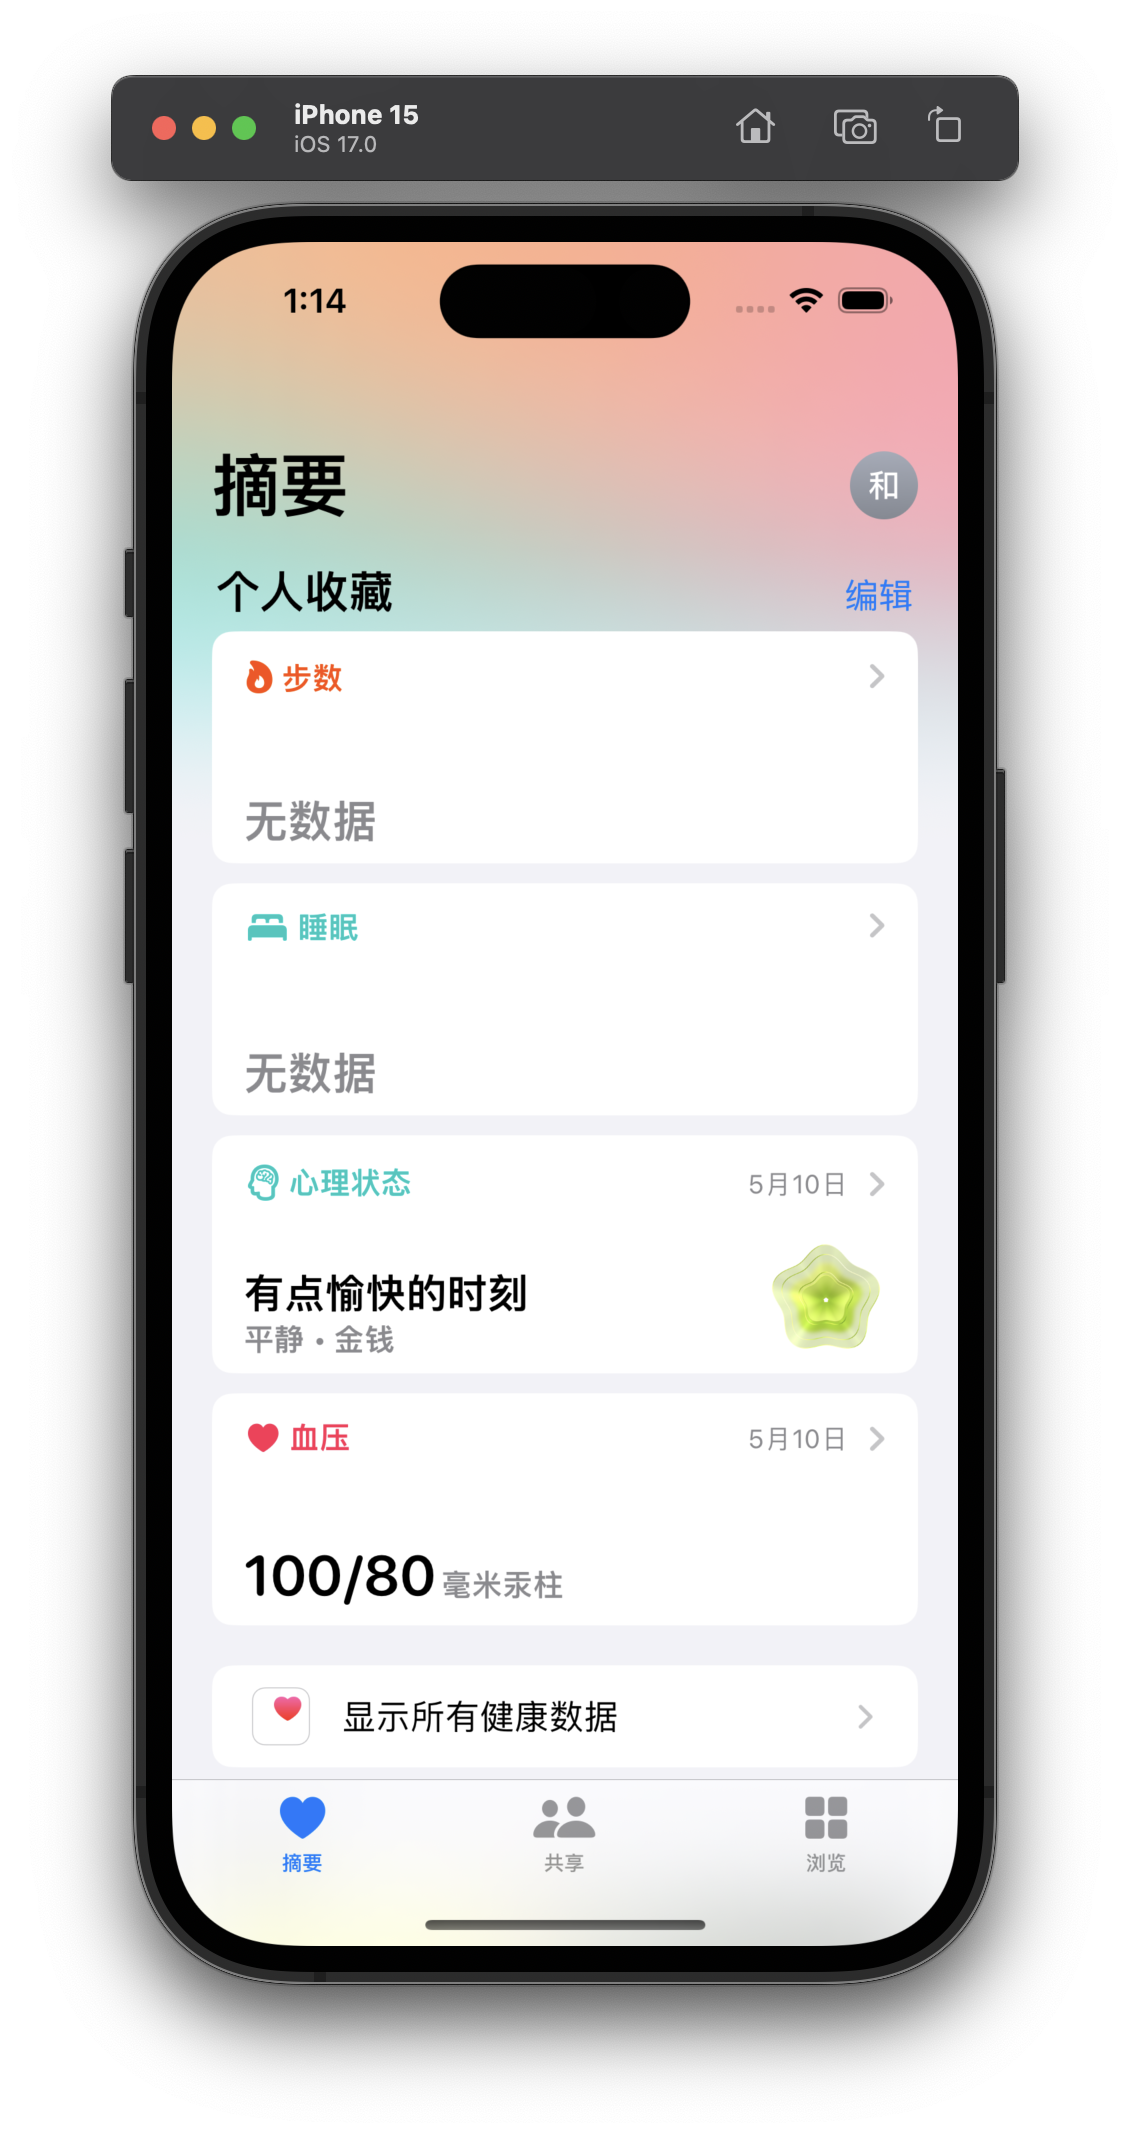 iPhone 15
iOS 17.0
1:14
摘要
和
个人收藏
编辑
步数
无数据
睡眠
无数据
心理状态
5月10日
有点愉快的时刻
平静 • 金钱
血压
5月10日
100/80 毫米汞柱
显示所有健康数据
摘要
共享
浏览